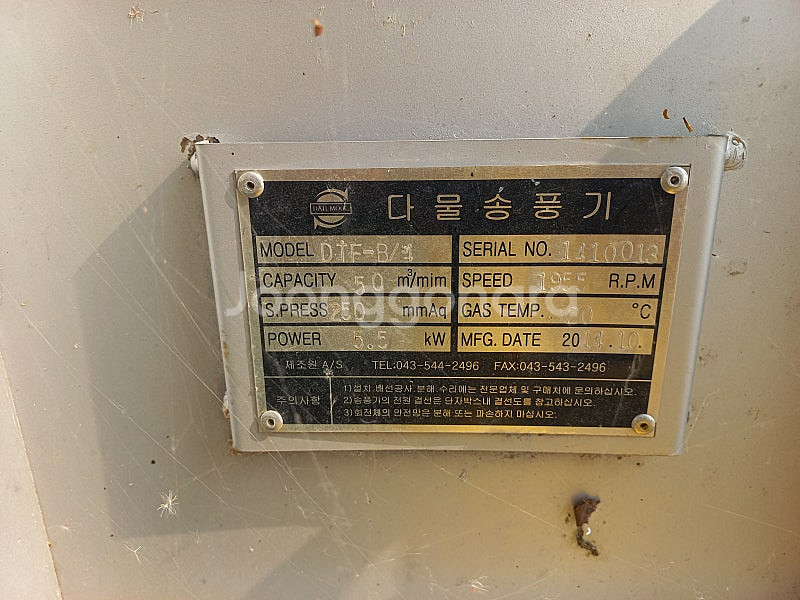 다물송풍기
MODEL DTF-B/4 SERIAL NO. 1410013
CAPACITY 50 m³/mim SPEED 1955 R.P.M
S.PRESS 250 mmAq GAS TEMP. °C
POWER 5.5 kW MFG. DATE 2014.10.
제조원 A/S TEL:043-544-2496 FAX:043-543-2496
주의사항
1)설치, 배선공사, 분해, 수리에는 전문업체 및 구매처에 문의하십시오.
2)송풍기의 전원 결선은 단자박스내 결선도를 참고하십시오.
3)회전체의 안전망은 분해 또는 파손하지 마십시오.
Joonggonara